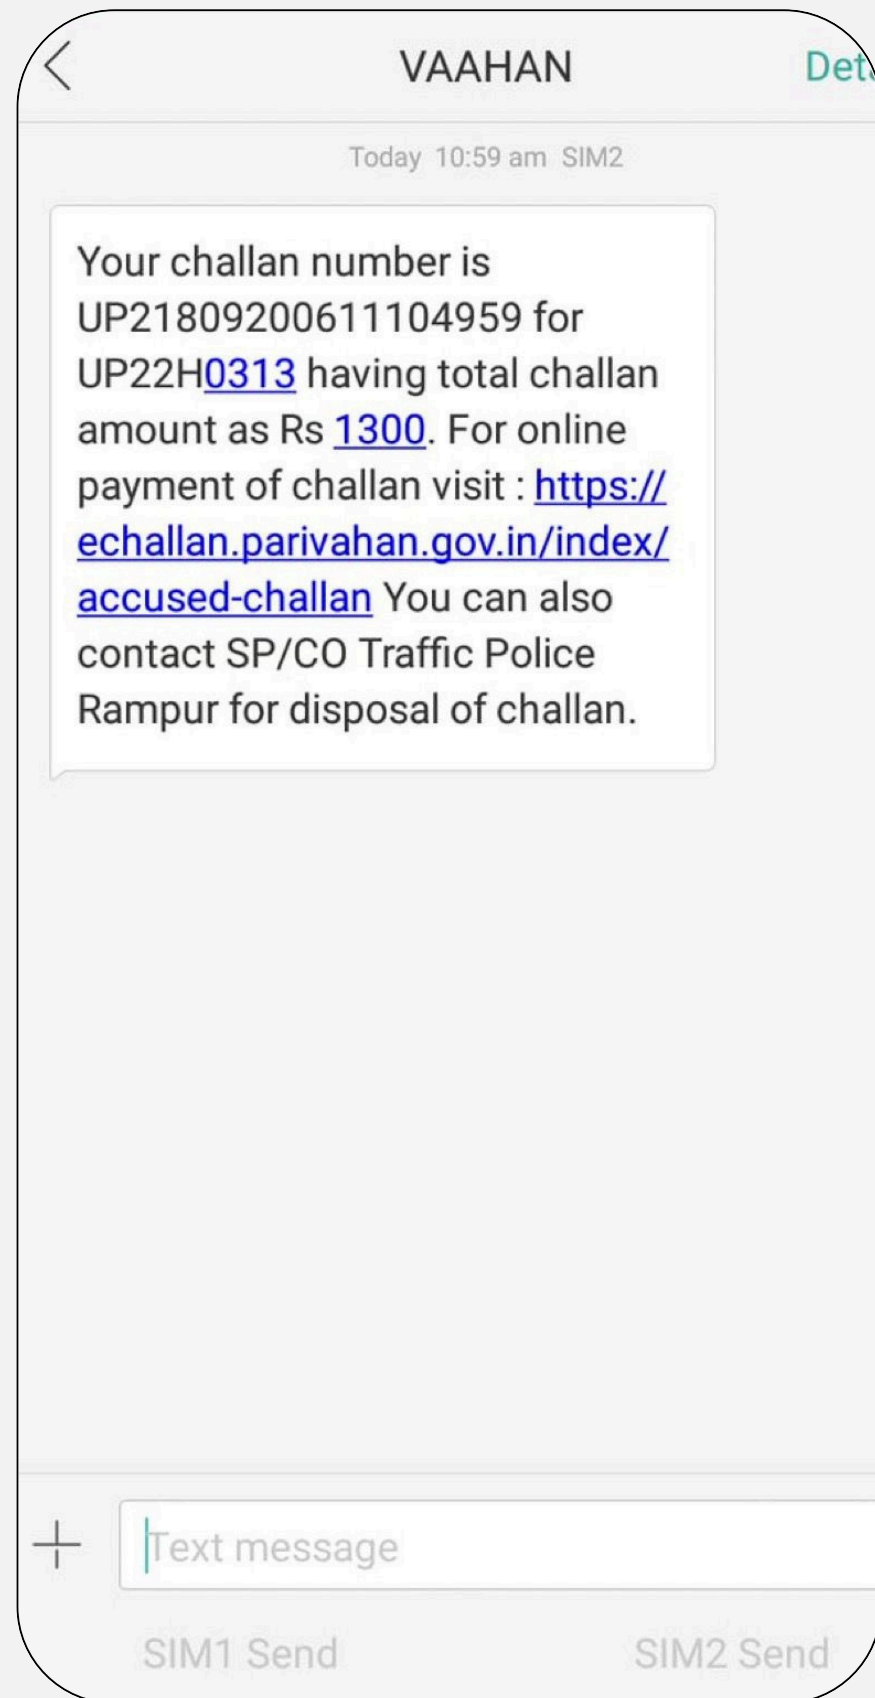 VAAHAN
Deta
Today 10:59 am SIM2
Your challan number is
UP21809200611104959 for
UP22H0313 having total challan
amount as Rs 1300. For online
payment of challan visit : https://
echallan.parivahan.gov.in/index/
accused-challan You can also
contact SP/CO Traffic Police
Rampur for disposal of challan.
Text message
SIM1 Send
SIM2 Send